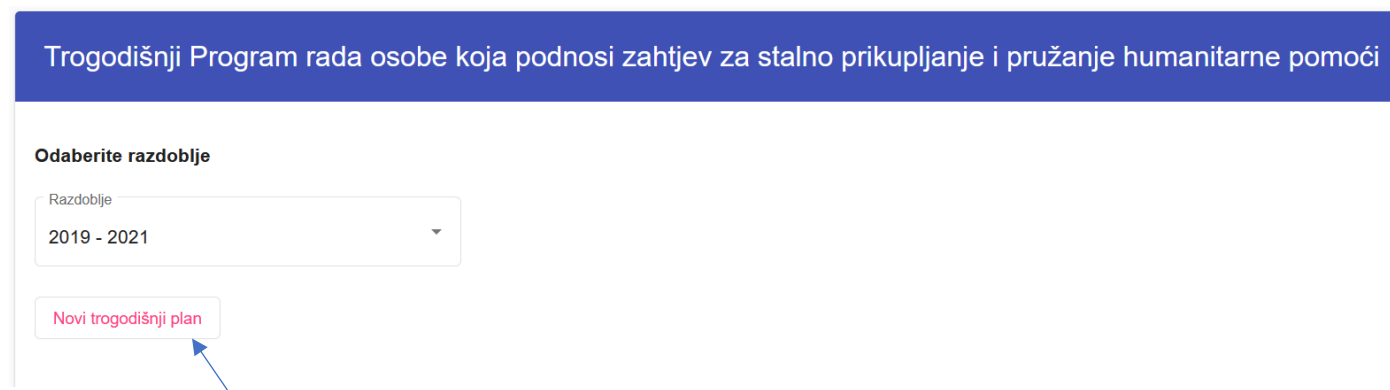 Trogodišnji Program rada osobe koja podnosi zahtjev za stalno prikupljanje i pružanje humanitarne pomoći
Odaberite razdoblje
Razdoblje
2019 - 2021
Novi trogodišnji plan